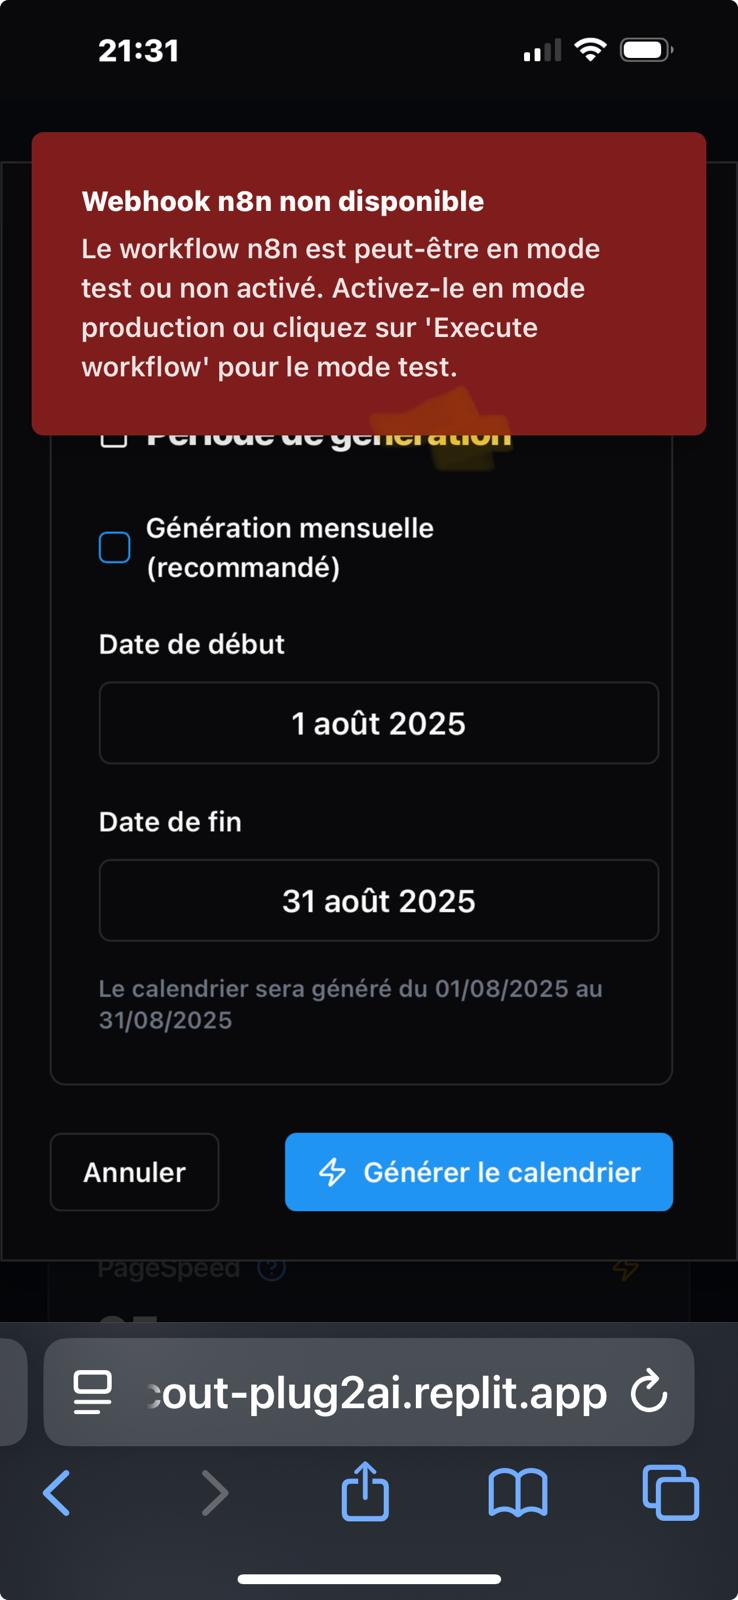 21:31
Webhook n8n non disponible
Le workflow n8n est peut-être en mode
test ou non activé. Activez-le en mode
production ou cliquez sur 'Execute
workflow' pour le mode test.
Période de génération
Génération mensuelle
(recommandé)
Date de début
1 août 2025
Date de fin
31 août 2025
Le calendrier sera généré du 01/08/2025 au
31/08/2025
Annuler
Générer le calendrier
PageSpeed ?
out-plug2ai.replit.app